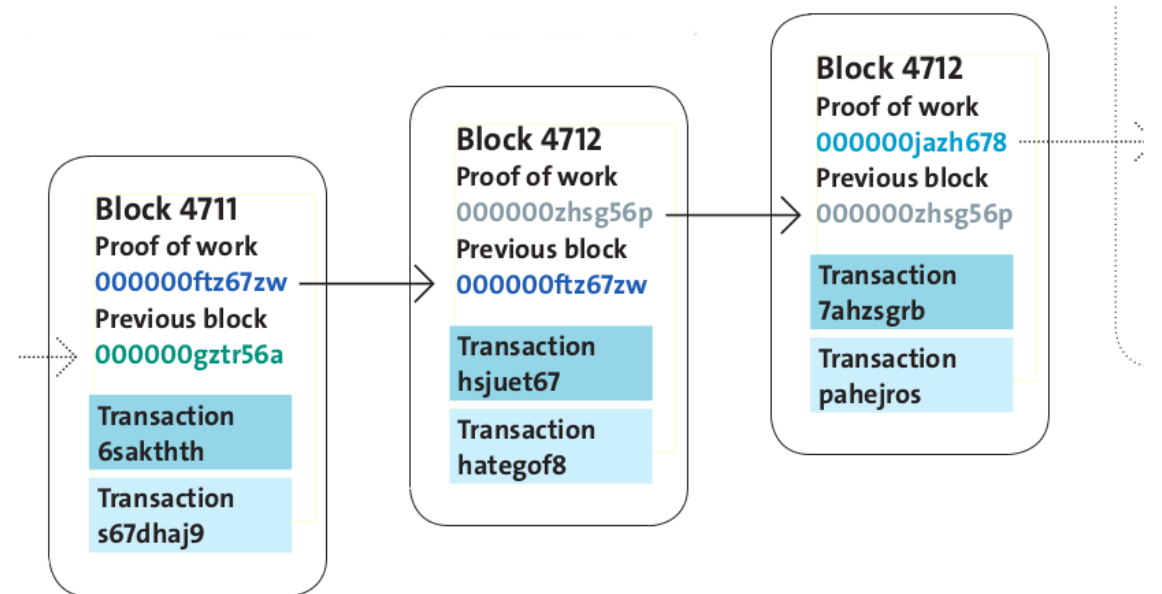 Block 4711
Proof of work
000000ftz67zw
Previous block
000000gztr56a
Transaction
6sakthth
Transaction
s67dhaj9
Block 4712
Proof of work
000000zhsg56p
Previous block
000000ftz67zw
Transaction
hsjuet67
Transaction
hategof8
Block 4712
Proof of work
000000jazh678
Previous block
000000zhsg56p
Transaction
7ahzsgrb
Transaction
pahejros